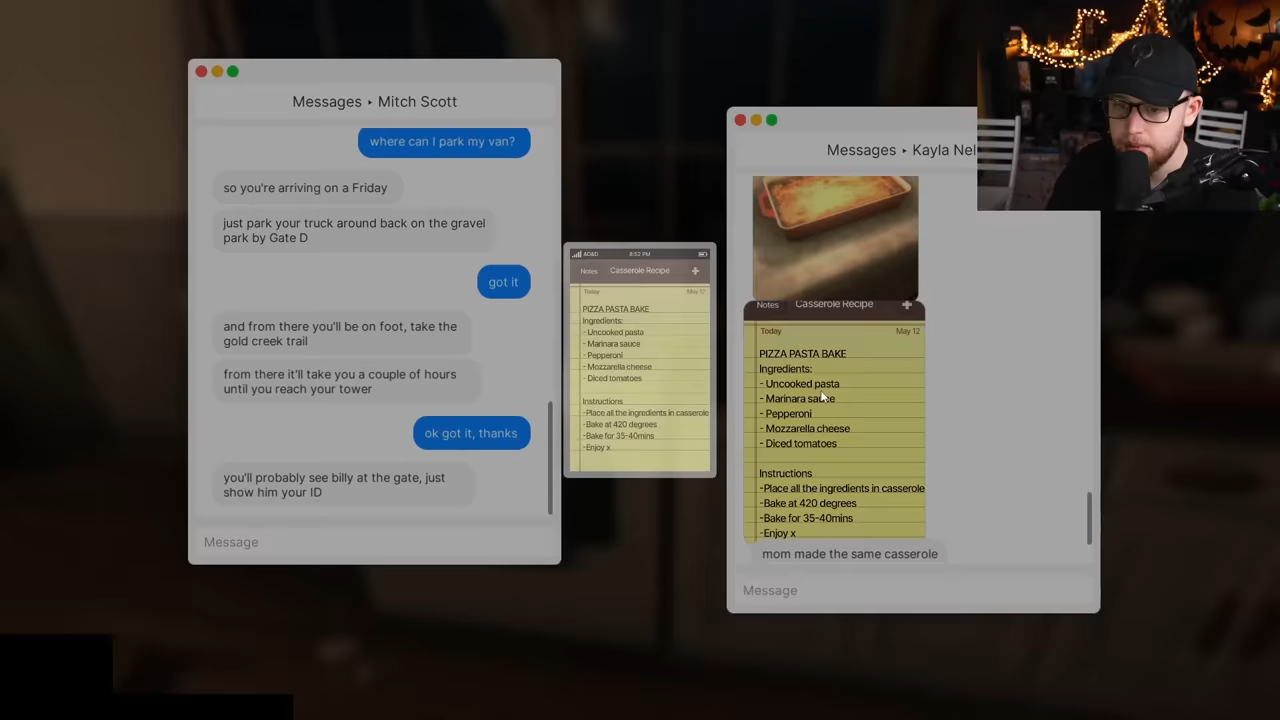 Messages ▸ Mitch Scott
where can I park my van?
so you're arriving on a Friday
just park your truck around back on the gravel
park by Gate D
got it
and from there you'll be on foot, take the
gold creek trail
from there it'll take you a couple of hours
until you reach your tower
ok got it, thanks
you'll probably see billy at the gate, just
show him your ID
Message
8:52 PM
Notes
Casserole Recipe
+
Today
May 12
PIZZA PASTA BAKE
Ingredients:
- Uncooked pasta
- Marinara sauce
- Pepperoni
- Mozzarella cheese
- Diced tomatoes
Instructions
-Place all the ingredients in casserole
-Bake at 420 degrees
-Bake for 35-40mins
-Enjoy x
Messages ▸ Kayla Nel
Notes
Casserole Recipe
+
Today
May 12
PIZZA PASTA BAKE
Ingredients:
- Uncooked pasta
- Marinara sauce
- Pepperoni
- Mozzarella cheese
- Diced tomatoes
Instructions
-Place all the ingredients in casserole
-Bake at 420 degrees
-Bake for 35-40mins
-Enjoy x
mom made the same casserole
Message